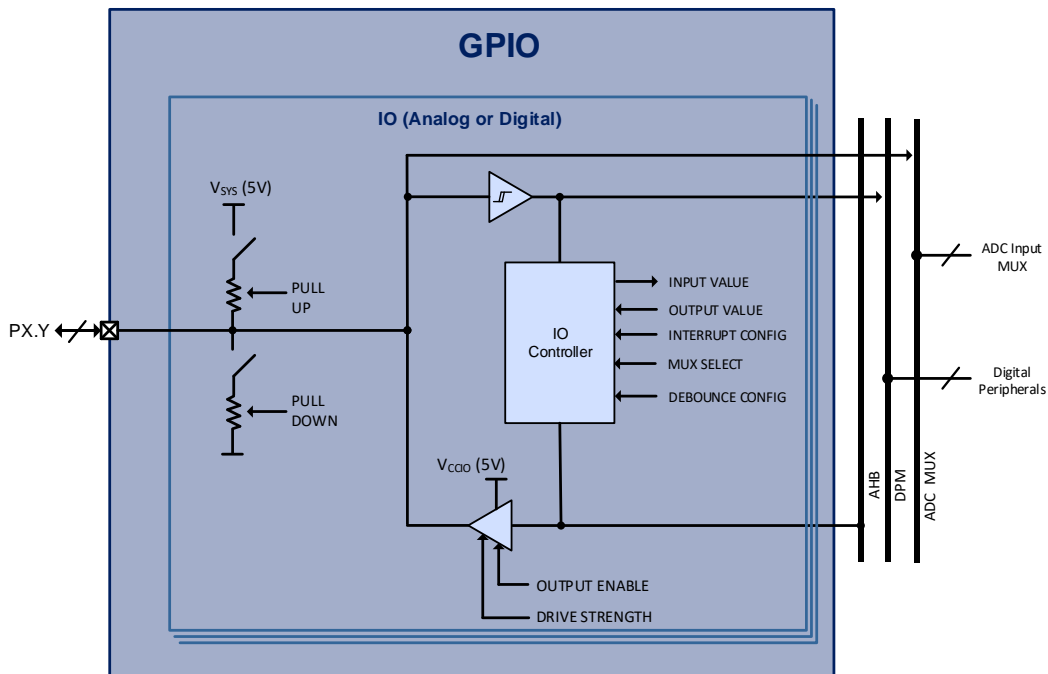 GPIO
IO (Analog or Digital)
VSYS (5V)
PULL
UP
PX.Y
PULL
DOWN
IO
Controller
INPUT VALUE
OUTPUT VALUE
INTERRUPT CONFIG
MUX SELECT
DEBOUNCE CONFIG
VCCIO (5V)
OUTPUT ENABLE
DRIVE STRENGTH
AHB
DPM
ADC MUX
ADC Input
MUX
Digital
Peripherals